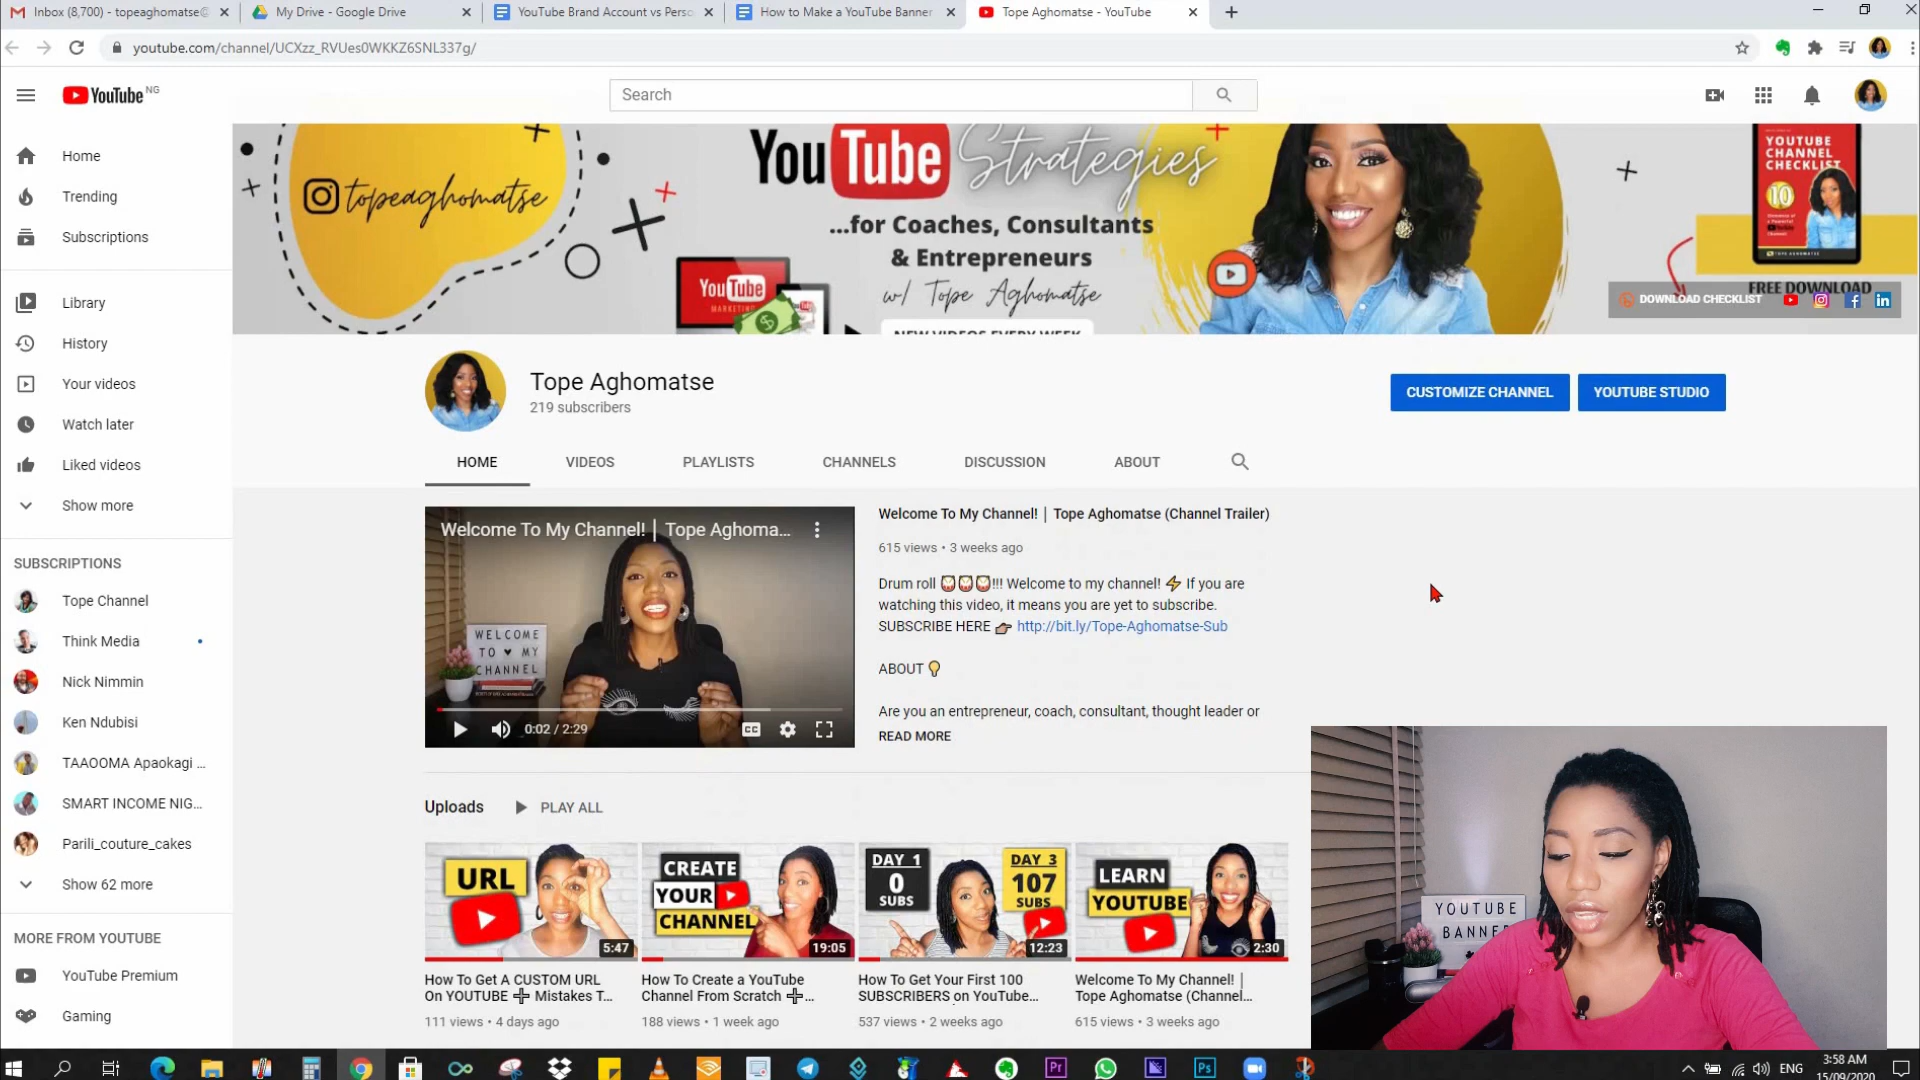 Inbox (8,700) - topeaghomatse@
My Drive - Google Drive
YouTube Brand Account vs Perso
How to Make a YouTube Banner
Tope Aghomatse - YouTube
youtube.com/channel/UCXzz_RVUes0WKKZ6SNL337g/
YouTube NG
Search
Home
Trending
Subscriptions
Library
History
Your videos
Watch later
Liked videos
Show more
SUBSCRIPTIONS
Tope Channel
Think Media
Nick Nimmin
Ken Ndubisi
TAAOOMA Apaokagi ...
SMART INCOME NIG...
Parili_couture_cakes
Show 62 more
MORE FROM YOUTUBE
YouTube Premium
Gaming
topeaghomatse
YouTube Strategies
...for Coaches, Consultants
& Entrepreneurs
w/ Tope Aghomatse
NEW VIDEOS EVERY WEEK
YouTube
MARKETING
YOUTUBE
CHANNEL
CHECKLIST
10
TOPE AGHOMATSE
FREE DOWNLOAD
DOWNLOAD CHECKLIST
Tope Aghomatse
219 subscribers
CUSTOMIZE CHANNEL
YOUTUBE STUDIO
HOME
VIDEOS
PLAYLISTS
CHANNELS
DISCUSSION
ABOUT
Welcome To My Channel! | Tope Aghoma...
WELCOME
TO ♥ MY
CHANNEL
0:02 / 2:29
CC
Welcome To My Channel! | Tope Aghomatse (Channel Trailer)
615 views • 3 weeks ago
Drum roll 🥁🥁🥁!!! Welcome to my channel! ⚡ If you are
watching this video, it means you are yet to subscribe.
SUBSCRIBE HERE 👉 http://bit.ly/Tope-Aghomatse-Sub
ABOUT 💡
Are you an entrepreneur, coach, consultant, thought leader or
READ MORE
Uploads
PLAY ALL
URL
5:47
How To Get A CUSTOM URL
On YOUTUBE ➕ Mistakes T...
111 views • 4 days ago
CREATE
YOUR
CHANNEL
19:05
How To Create a YouTube
Channel From Scratch ➕...
188 views • 1 week ago
DAY 1
0
SUBS
DAY 3
107
SUBS
12:23
How To Get Your First 100
SUBSCRIBERS on YouTube...
537 views • 2 weeks ago
LEARN
YOUTUBE
2:30
Welcome To My Channel! |
Tope Aghomatse (Channel...
615 views • 3 weeks ago
YOUTUBE
BANNER
Pr
Ps
ENG
3:58 AM
15/09/2020